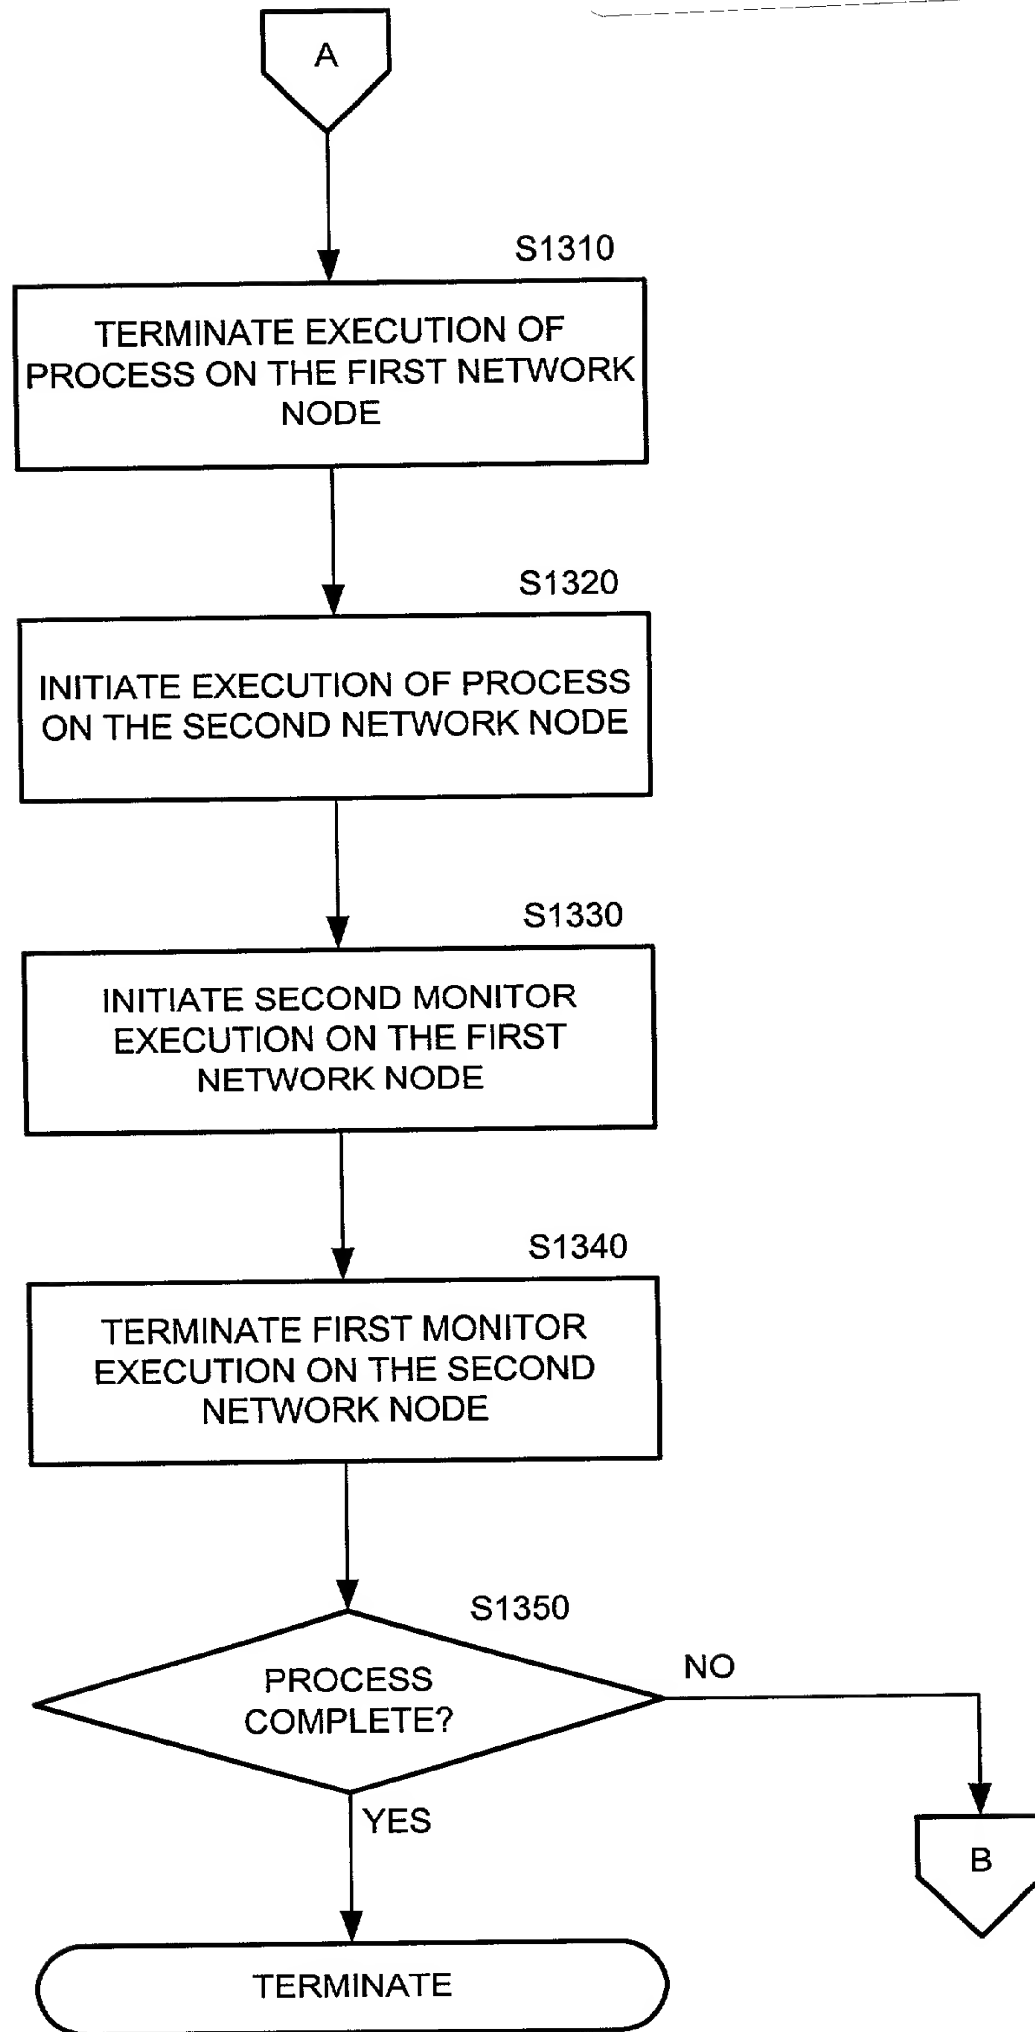 A
S1310
TERMINATE EXECUTION OF
PROCESS ON THE FIRST NETWORK
NODE
S1320
INITIATE EXECUTION OF PROCESS
ON THE SECOND NETWORK NODE
S1330
INITIATE SECOND MONITOR
EXECUTION ON THE FIRST
NETWORK NODE
S1340
TERMINATE FIRST MONITOR
EXECUTION ON THE SECOND
NETWORK NODE
S1350
PROCESS
COMPLETE?
NO
YES
B
TERMINATE